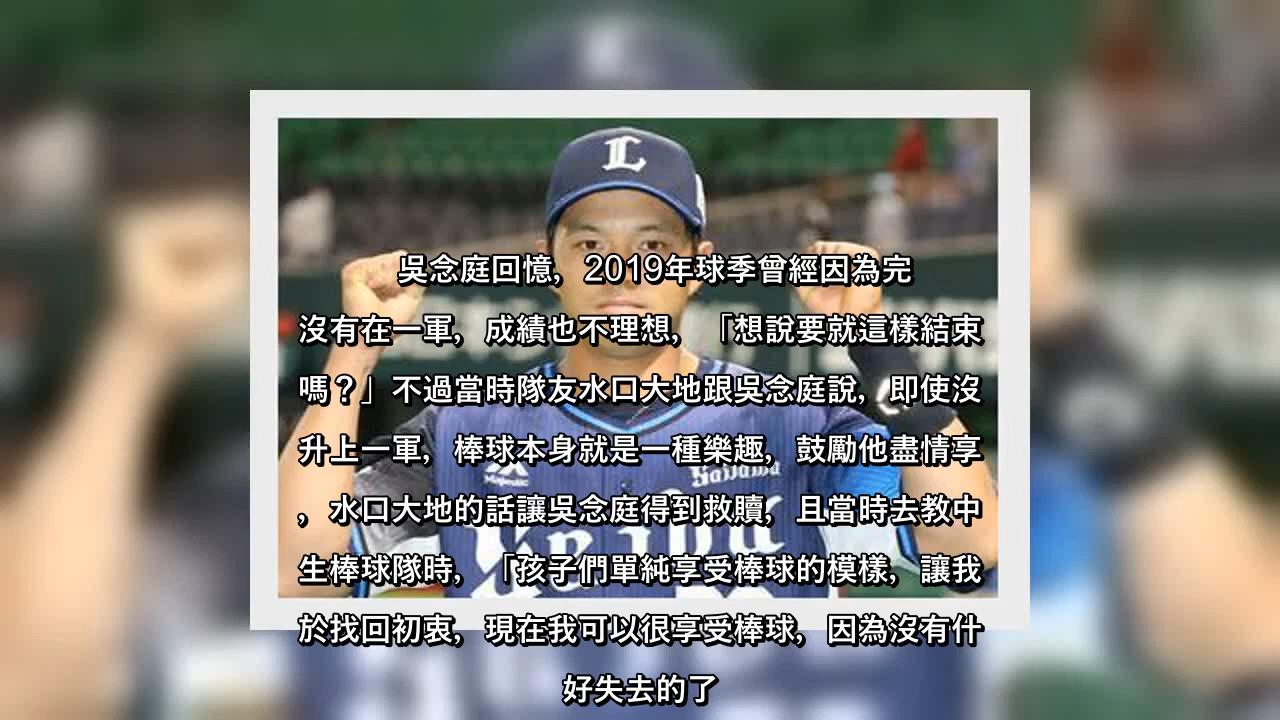 L
吳念庭回憶，2019年球季曾經因為完
沒有在一軍，成績也不理想，「想說要就這樣結束
嗎？」不過當時隊友水口大地跟吳念庭說，即使沒
升上一軍，棒球本身就是一種樂趣，鼓勵他盡情享
，水口大地的話讓吳念庭得到救贖，且當時去教中
生棒球隊時，「孩子們單純享受棒球的模樣，讓我
於找回初衷，現在我可以很享受棒球，因為沒有什
好失去的了
Majestic
Saitama
Seibu